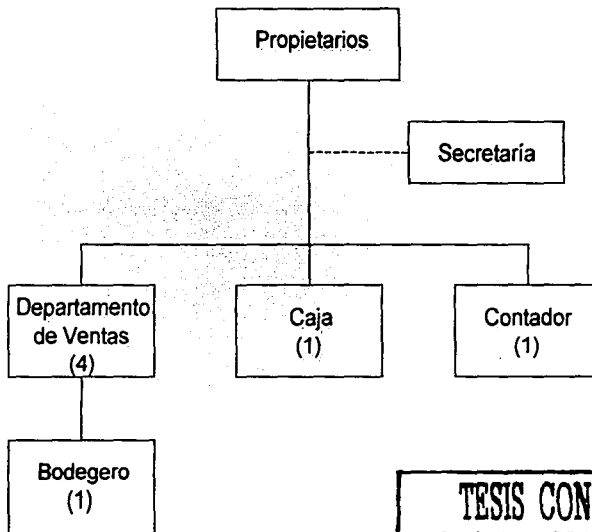 Propietarios
Secretaría
Departamento
de Ventas
(4)
Caja
(1)
Contador
(1)
Bodegero
(1)
TESIS CON